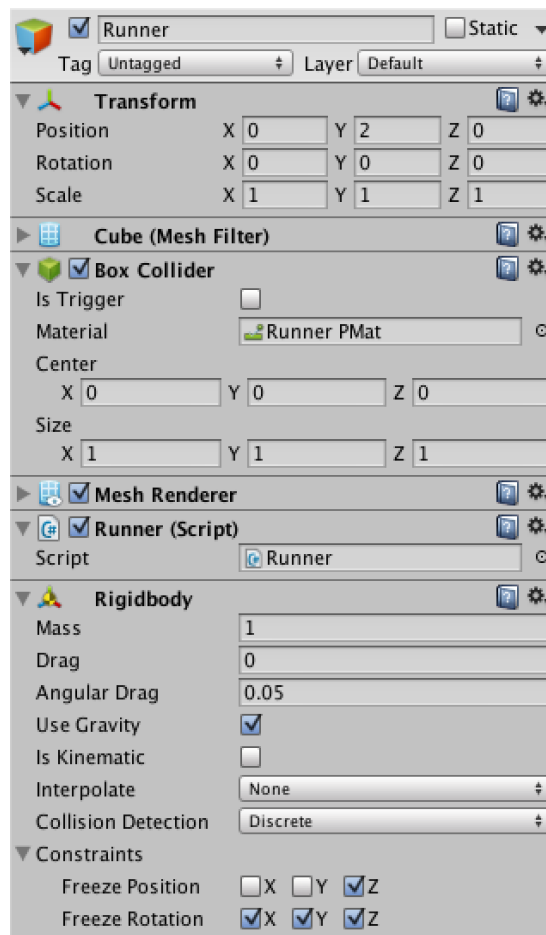 Runner Static
Tag Untagged Layer Default
Transform
Position X 0 Y 2 Z 0
Rotation X 0 Y 0 Z 0
Scale X 1 Y 1 Z 1
Cube (Mesh Filter)
Box Collider
Is Trigger
Material Runner PMat
Center
X 0 Y 0 Z 0
Size
X 1 Y 1 Z 1
Mesh Renderer
Runner (Script)
Script Runner
Rigidbody
Mass 1
Drag 0
Angular Drag 0.05
Use Gravity
Is Kinematic
Interpolate None
Collision Detection Discrete
Constraints
Freeze Position X Y Z
Freeze Rotation X Y Z